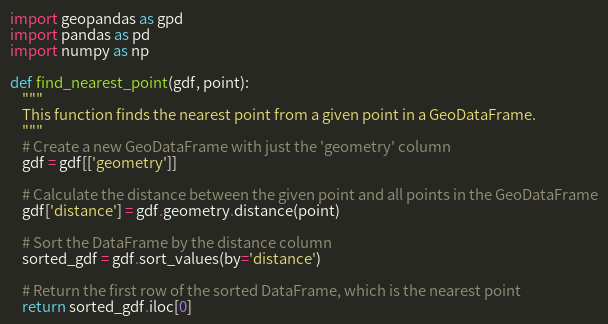 import geopandas as gpd
import pandas as pd
import numpy as np

def find_nearest_point(gdf, point):
    """
    This function finds the nearest point from a given point in a GeoDataFrame.
    """
    # Create a new GeoDataFrame with just the 'geometry' column
    gdf = gdf[['geometry']]

    # Calculate the distance between the given point and all points in the GeoDataFrame
    gdf['distance'] = gdf.geometry.distance(point)

    # Sort the DataFrame by the distance column
    sorted_gdf = gdf.sort_values(by='distance')

    # Return the first row of the sorted DataFrame, which is the nearest point
    return sorted_gdf.iloc[0]